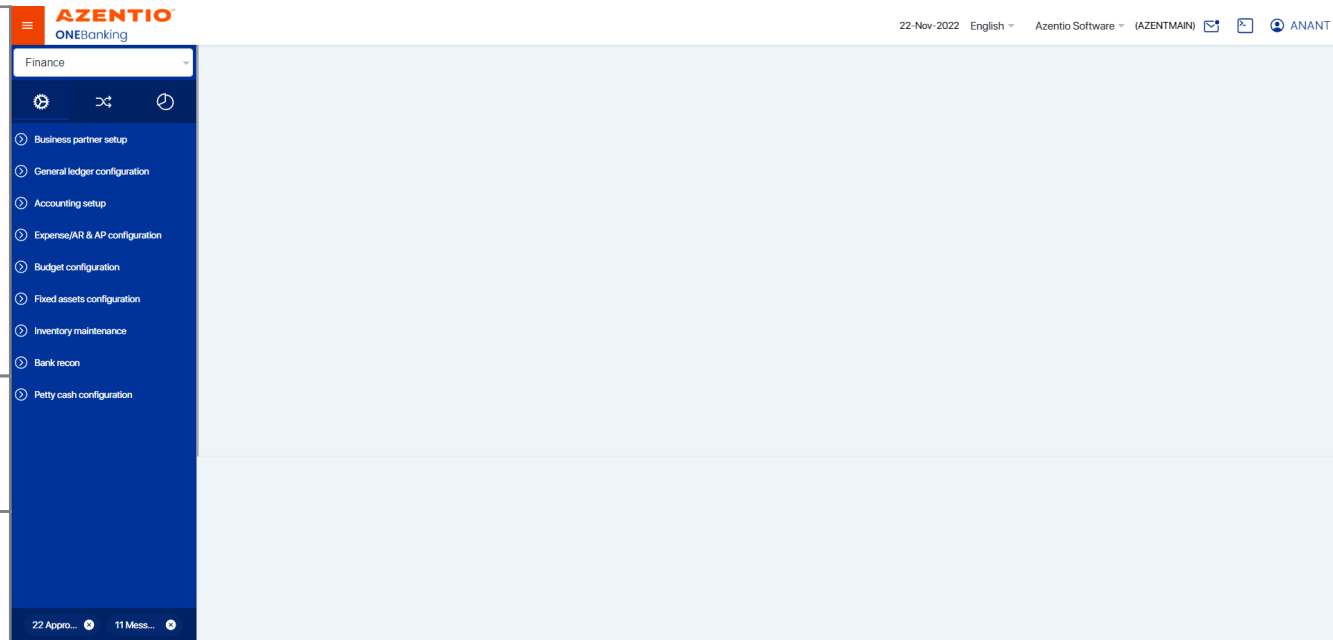 AZENTIO™
ONEBanking
22-Nov-2022 English Azentio Software (AZENTMAIN) ANANT
Finance
Business partner setup
General ledger configuration
Accounting setup
Expense/AR & AP configuration
Budget configuration
Fixed assets configuration
Inventory maintenance
Bank recon
Petty cash configuration
22 Appro... 11 Mess...